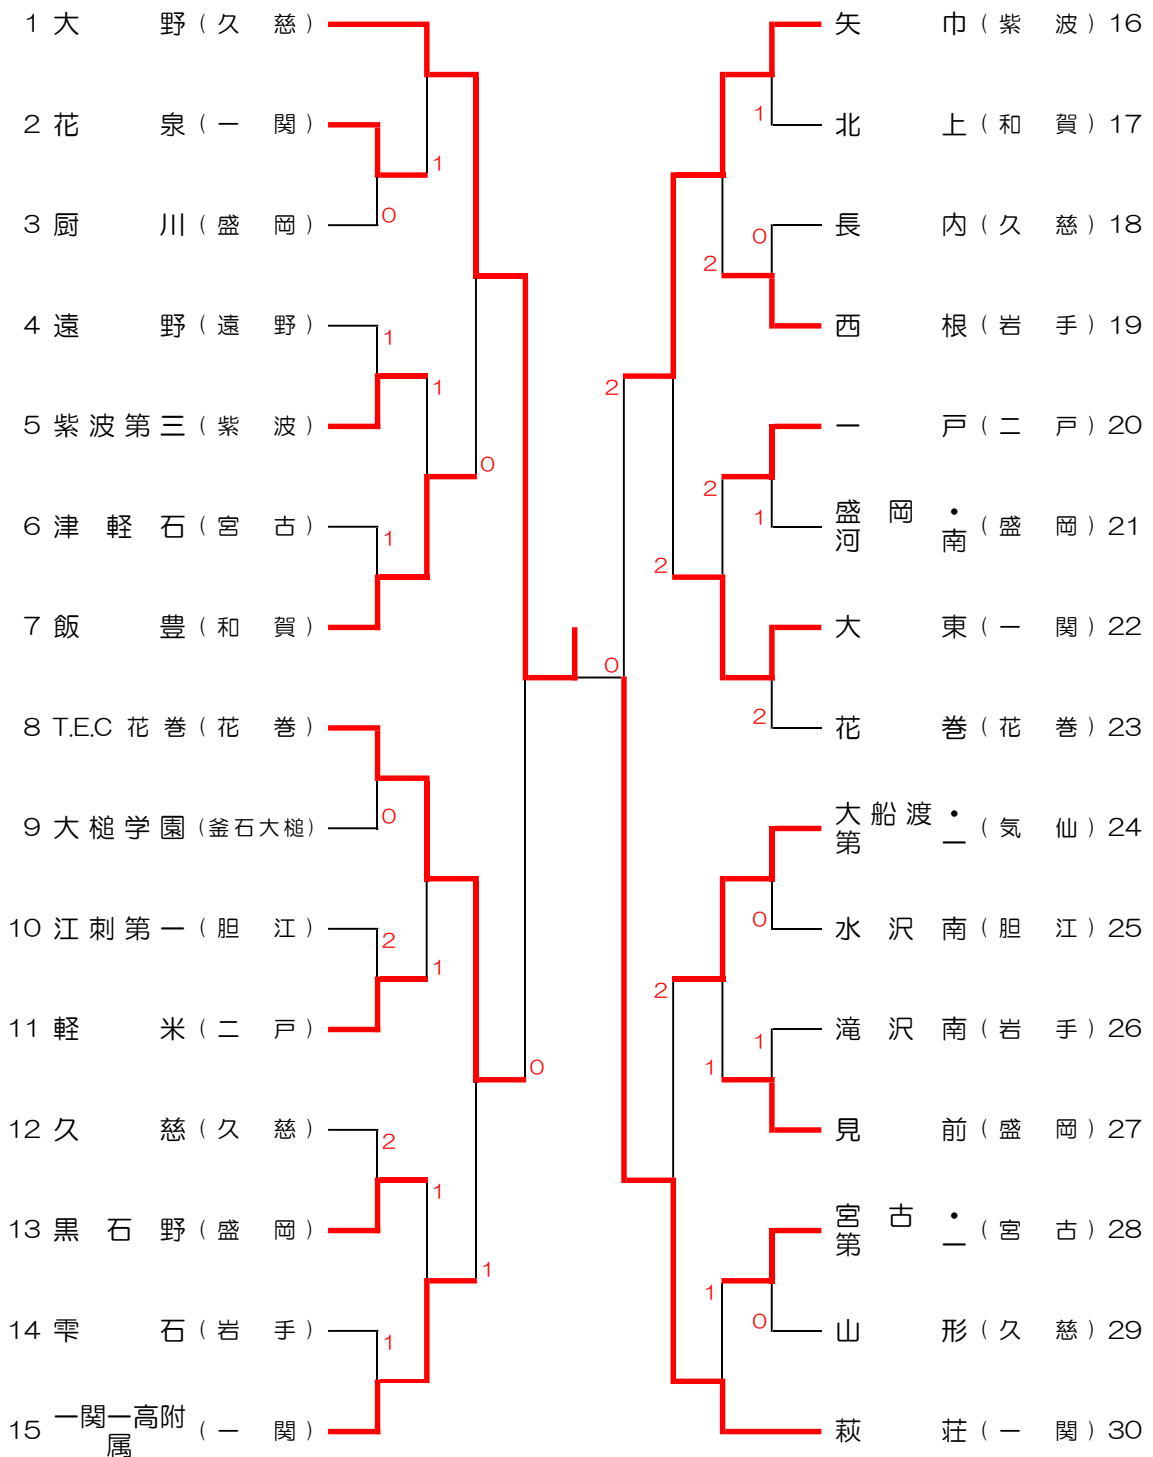 1 大野（久慈）
2 花泉（一関）
1
3 厨川（盛岡）
0
4 遠野（遠野）
1
1
5 紫波第三（紫波）
0
6 津軽石（宮古）
1
7 飯豊（和賀）
8 T.E.C 花巻（花巻）
9 大槌学園（釜石大槌）
0
10 江刺第一（胆江）
2
1
11 軽米（二戸）
0
12 久慈（久慈）
2
1
13 黒石野（盛岡）
1
14 雫石（岩手）
1
15 一関一高附属（一関）
0
矢巾（紫波）16
1
北上（和賀）17
長内（久慈）18
0
2
西根（岩手）19
2
一戸（二戸）20
2
1
盛岡・河南（盛岡）21
2
大東（一関）22
2
花巻（花巻）23
大船渡・第一（気仙）24
0
水沢南（胆江）25
2
滝沢南（岩手）26
1
1
見前（盛岡）27
宮古・第一（宮古）28
1
0
山形（久慈）29
萩荘（一関）30